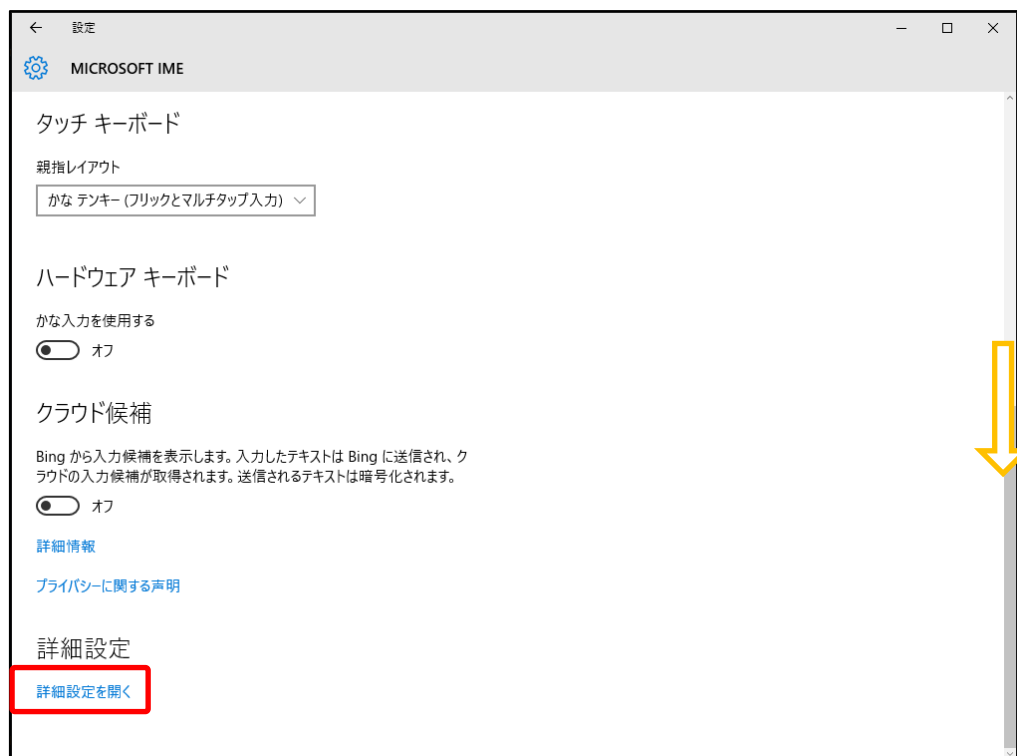 設定
MICROSOFT IME
タッチ キーボード
親指レイアウト
かな テンキー (フリックとマルチタップ入力)
ハードウェア キーボード
かな入力を使用する
オフ
クラウド候補
Bing から入力候補を表示します。入力したテキストは Bing に送信され、ク
ラウドの入力候補が取得されます。送信されるテキストは暗号化されます。
オフ
詳細情報
プライバシーに関する声明
詳細設定
詳細設定を開く